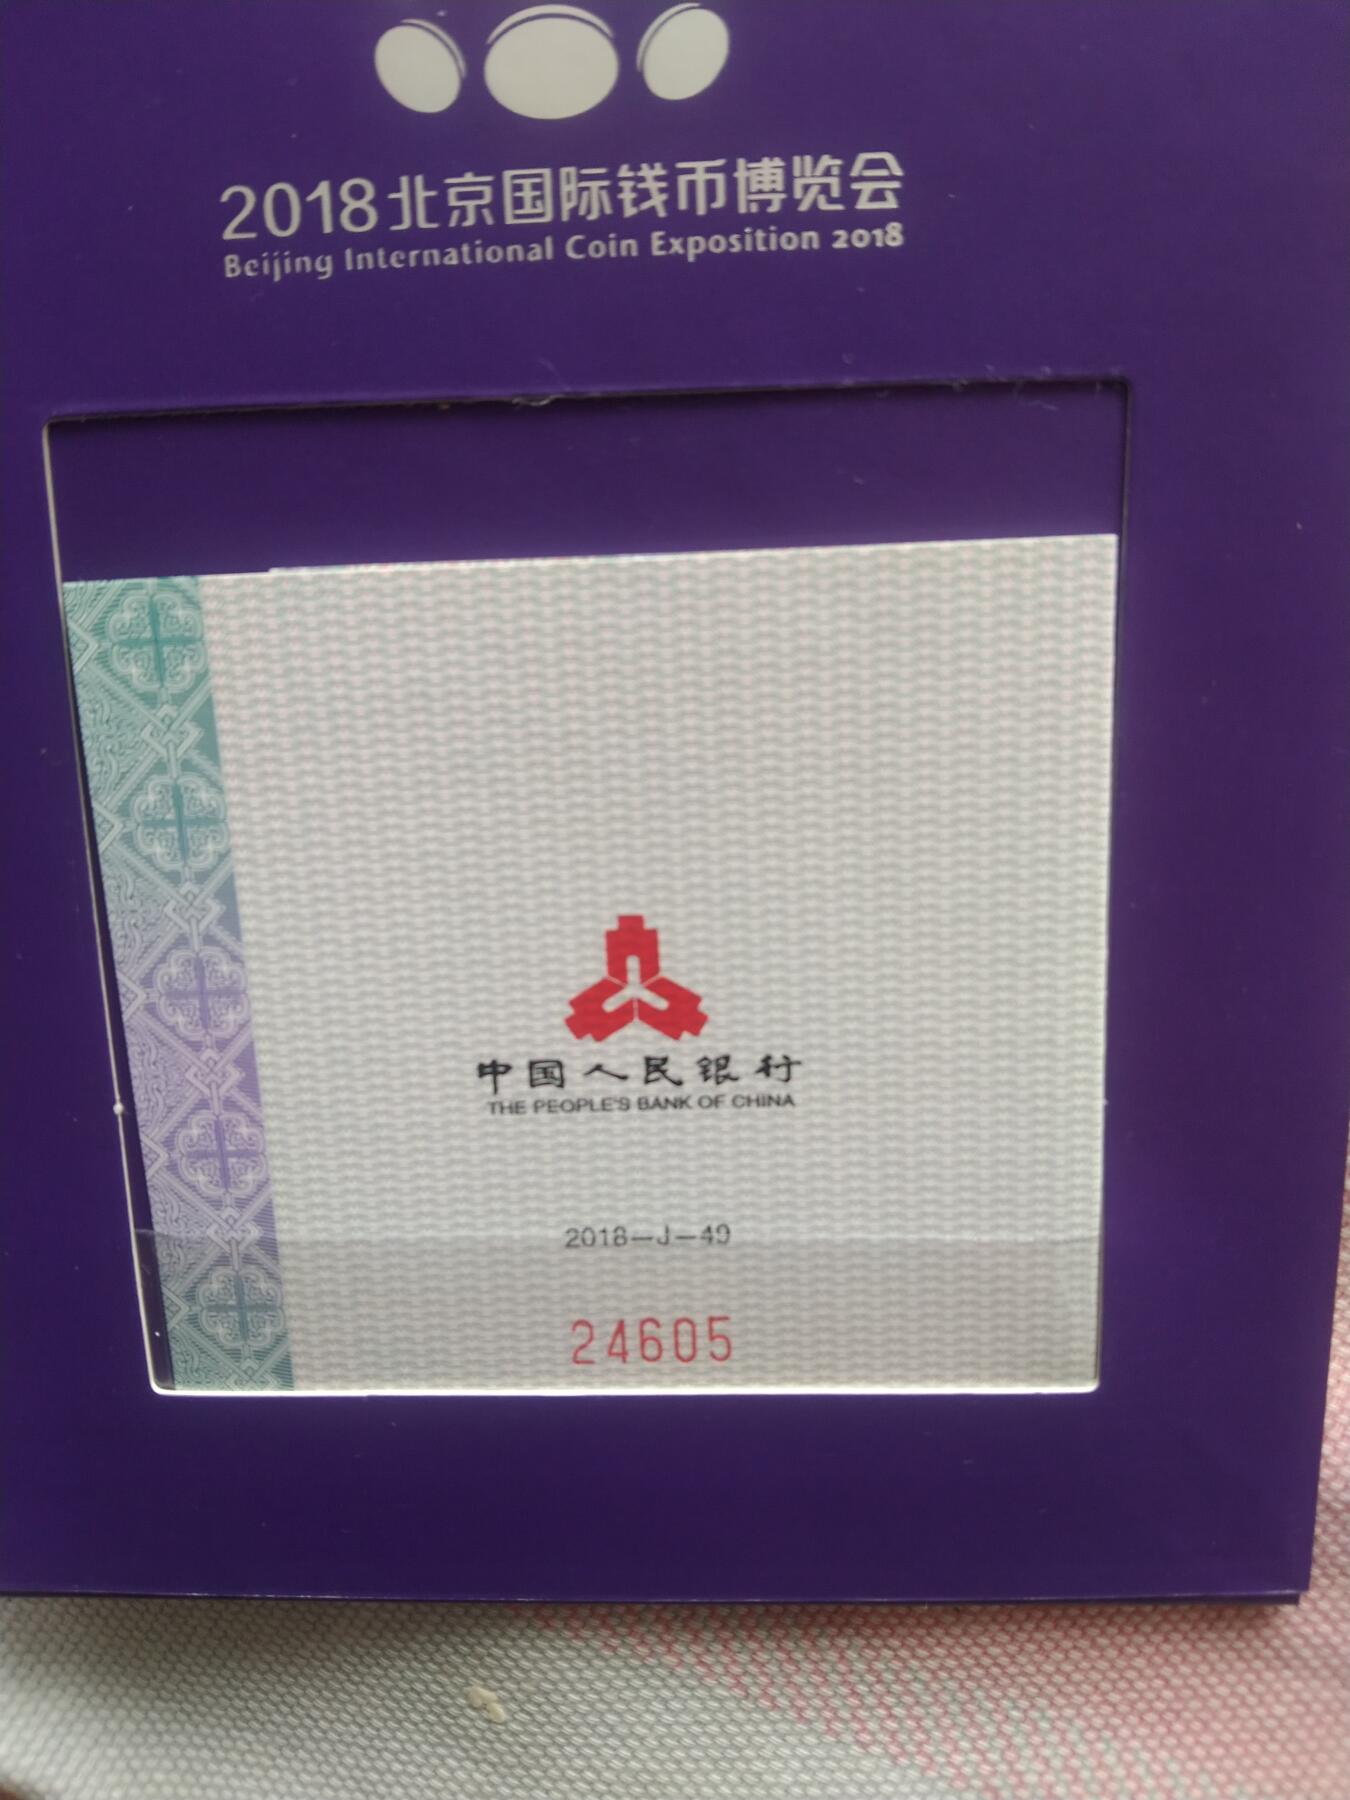 2018北京国际钱币博览会
Beijing International Coin Exposition 2018
中国人民银行
THE PEOPLE'S BANK OF CHINA
2018—J—49
24605